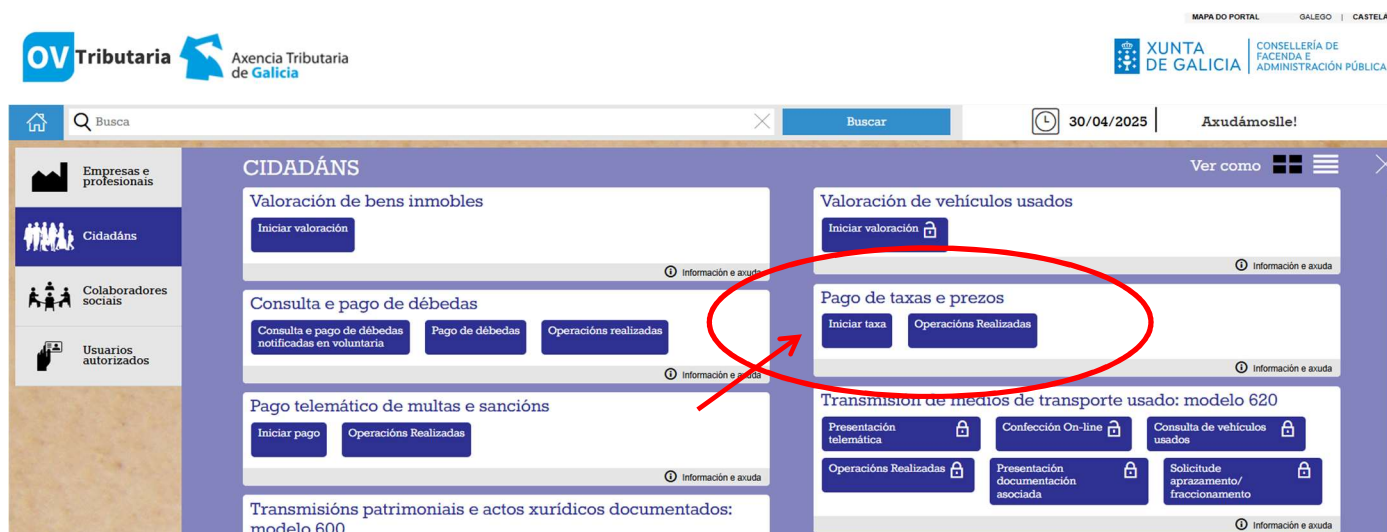 MAPA DO PORTAL GALEGO | CASTELA
OV Tributaria
Axencia Tributaria
de Galicia
XUNTA
DE GALICIA
CONSELLERÍA DE
FACENDA E
ADMINISTRACIÓN PÚBLICA
Busca
Buscar
30/04/2025
Axudámoslle!
Empresas e
profesionais
Cidadáns
Colaboradores
sociais
Usuarios
autorizados
CIDADÁNS
Ver como
Valoración de bens inmobles
Iniciar valoración
Información e axuda
Valoración de vehículos usados
Iniciar valoración
Información e axuda
Consulta e pago de débedas
Consulta e pago de débedas
notificadas en voluntaria
Pago de débedas
Operacións realizadas
Información e axuda
Pago de taxas e prezos
Iniciar taxa
Operacións Realizadas
Información e axuda
Pago telemático de multas e sancións
Iniciar pago
Operacións Realizadas
Información e axuda
Transmisión de medios de transporte usado: modelo 620
Presentación
telemática
Confección On-line
Consulta de vehículos
usados
Operacións Realizadas
Presentación
documentación
asociada
Solicitude
aprazamento/
fraccionamento
Información e axuda
Transmisións patrimoniais e actos xurídicos documentados:
modelo 600